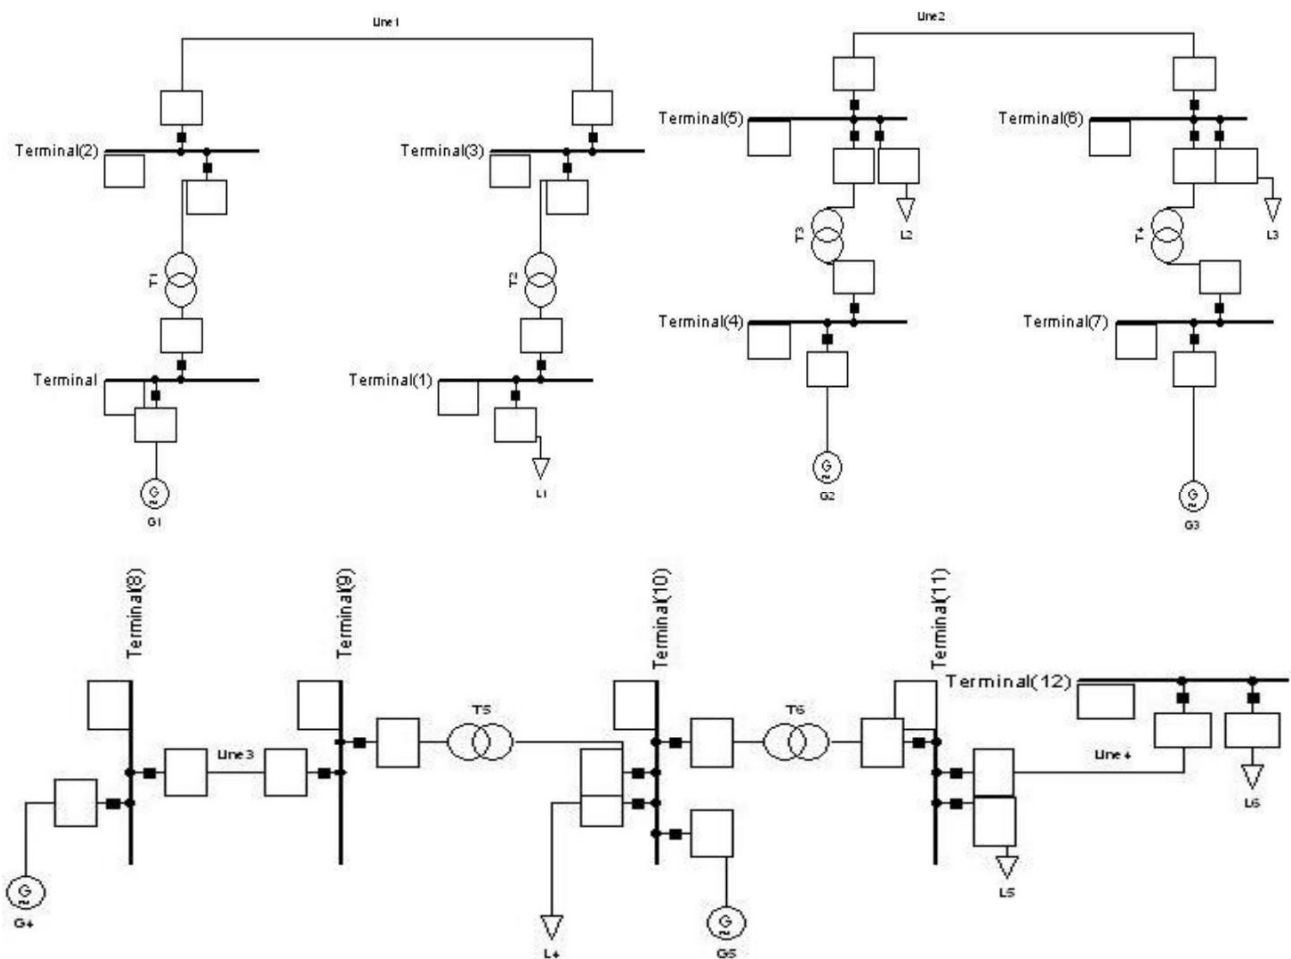 Line1
Line2
Terminal(5)
Terminal(6)
Terminal(2)
Terminal(3)
T3
L2
T4
L3
T1
T2
Terminal(4)
Terminal(7)
Terminal
Terminal(1)
G
G1
L1
G
G2
G
G3
Terminal(8)
Terminal(9)
Terminal(10)
Terminal(11)
Terminal(12)
T5
T6
Line3
Line4
L6
L5
G
G4
L4
G
G5